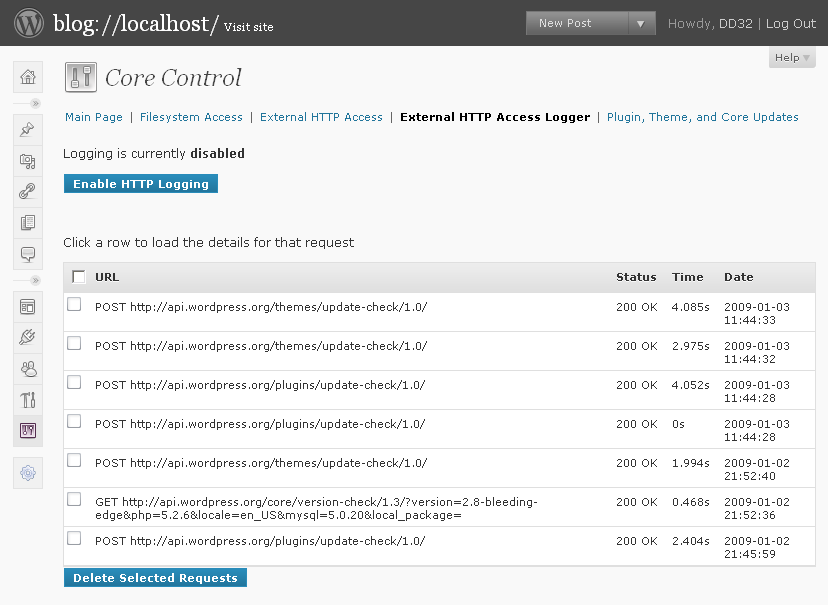 blog://localhost/ Visit site New Post Howdy, DD32 | Log Out
Help
Core Control
Main Page | Filesystem Access | External HTTP Access | External HTTP Access Logger | Plugin, Theme, and Core Updates
Logging is currently disabled
Enable HTTP Logging
Click a row to load the details for that request
URL Status Time Date
POST http://api.wordpress.org/themes/update-check/1.0/ 200 OK 4.085s 2009-01-03
11:44:33
POST http://api.wordpress.org/themes/update-check/1.0/ 200 OK 2.975s 2009-01-03
11:44:32
POST http://api.wordpress.org/plugins/update-check/1.0/ 200 OK 4.052s 2009-01-03
11:44:28
POST http://api.wordpress.org/plugins/update-check/1.0/ 200 OK 0s 2009-01-03
11:44:28
POST http://api.wordpress.org/themes/update-check/1.0/ 200 OK 1.994s 2009-01-02
21:52:40
GET http://api.wordpress.org/core/version-check/1.3/?version=2.8-bleeding- 200 OK 0.468s 2009-01-02
edge&php=5.2.6&locale=en_US&mysql=5.0.20&local_package= 21:52:36
POST http://api.wordpress.org/plugins/update-check/1.0/ 200 OK 2.404s 2009-01-02
21:45:59
Delete Selected Requests